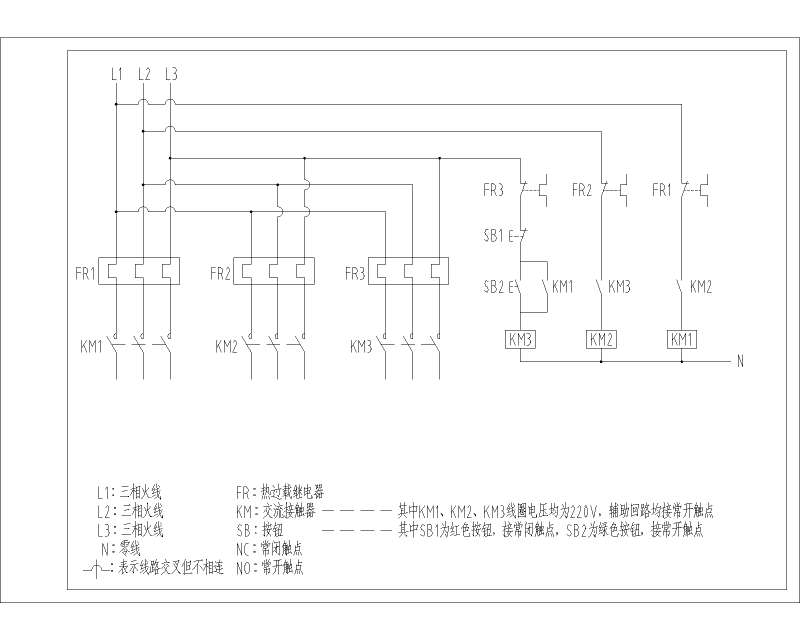 L1 L2 L3
FR3 FR2 FR1
SB1 E
FR1 FR2 FR3 SB2 E KM1 KM3 KM2
KM1 KM2 KM3 KM3 KM2 KM1
N
L1：三相火线 FR：热过载继电器
L2：三相火线 KM：交流接触器 — — — — 其中KM1、KM2、KM3线圈电压均为220V，辅助回路均接常开触点
L3：三相火线 SB：按钮 — — — — 其中SB1为红色按钮，接常闭触点，SB2为绿色按钮，接常开触点
N：零线 NC：常闭触点
：表示线路交叉但不相连 NO：常开触点